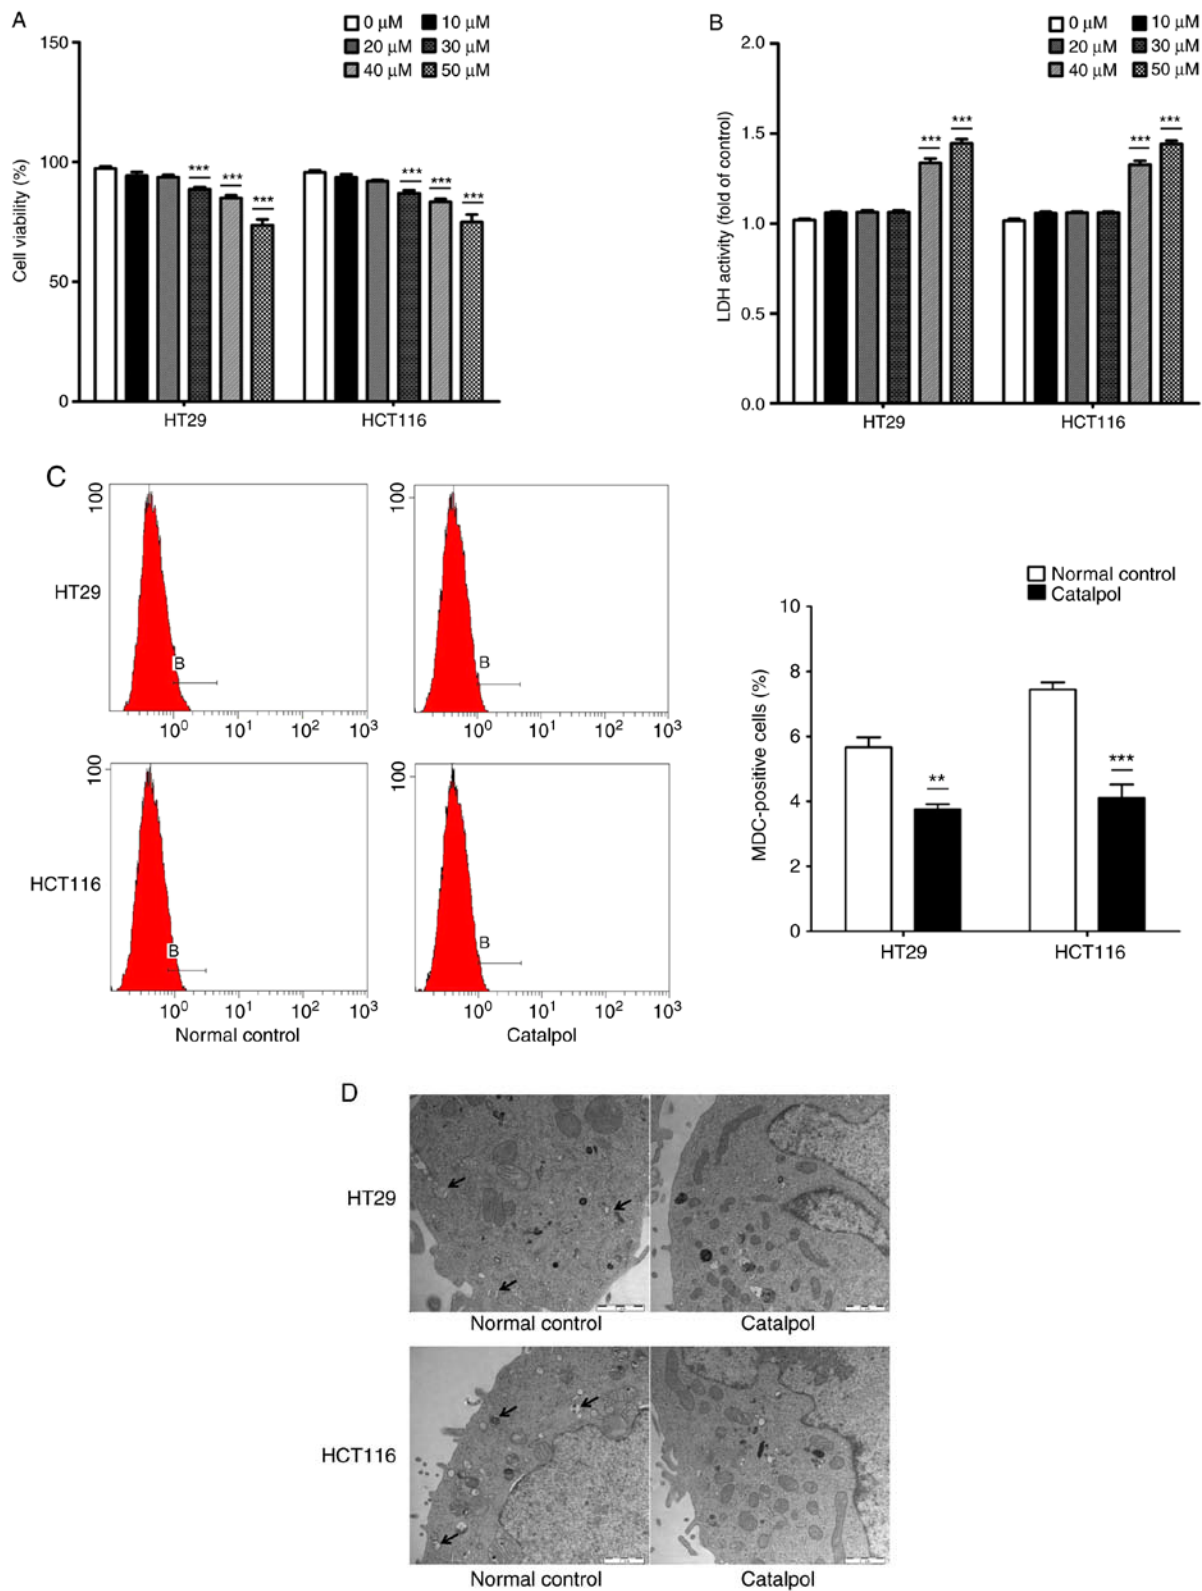 A
0 μM 10 μM
20 μM 30 μM
40 μM 50 μM
150
100
50
0
Cell viability (%)
*** *** ***
*** *** ***
HT29 HCT116
B
0 μM 10 μM
20 μM 30 μM
40 μM 50 μM
2.0
1.5
1.0
0.5
0.0
LDH activity (fold of control)
*** ***
*** ***
HT29 HCT116
C
HT29
100
B
10⁰ 10¹ 10² 10³
100
B
10⁰ 10¹ 10² 10³
HCT116
100
B
10⁰ 10¹ 10² 10³
Normal control
100
B
10⁰ 10¹ 10² 10³
Catalpol
Normal control
Catalpol
10
8
6
4
2
0
MDC-positive cells (%)
**
***
HT29 HCT116
D
HT29
Normal control Catalpol
HCT116
Normal control Catalpol